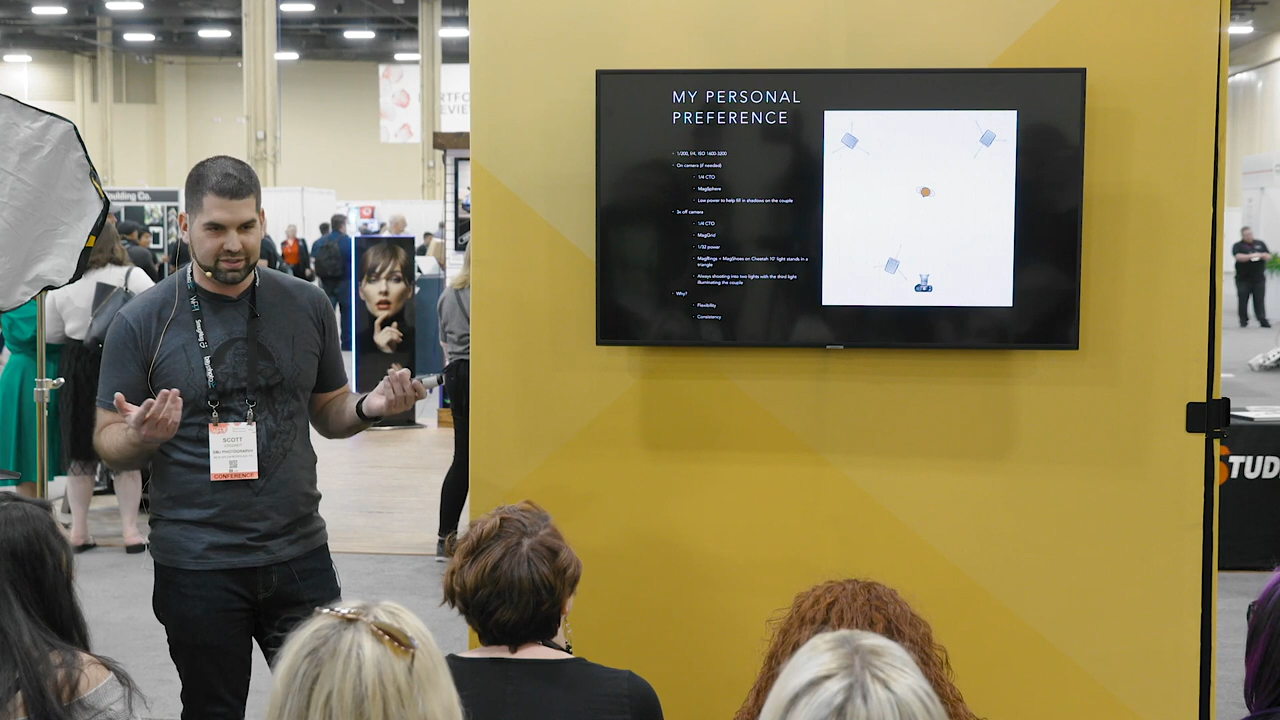 MY PERSONAL
PREFERENCE
1/200, f/4, ISO 1600-3200
On camera (if needed)
1/4 CTO
MagSphere
Low power to help fill in shadows on the couple
3x off camera
1/4 CTO
MagGrid
1/32 power
MagRings + MagShoes on Cheetah 10' light stands in a
triangle
Always shooting into two lights with the third light
illuminating the couple
Why?
Flexibility
Consistency
SCOTT
PHOTOGRAPHY
CONFERENCE
TUD